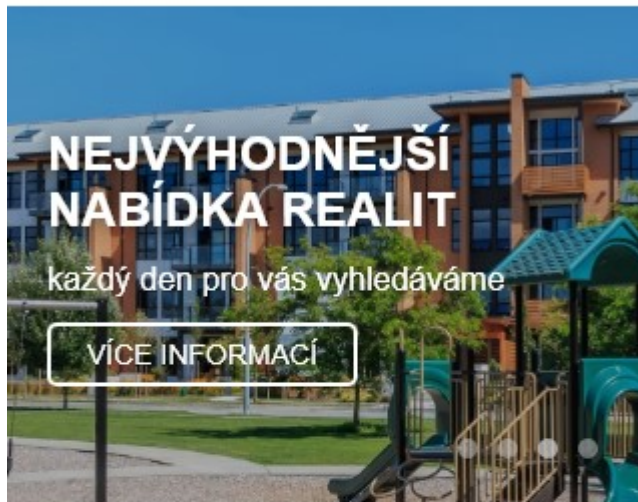 NEJVÝHODNĚJŠÍ
NABÍDKA REALIT
každý den pro vás vyhledáváme
VÍCE INFORMACÍ